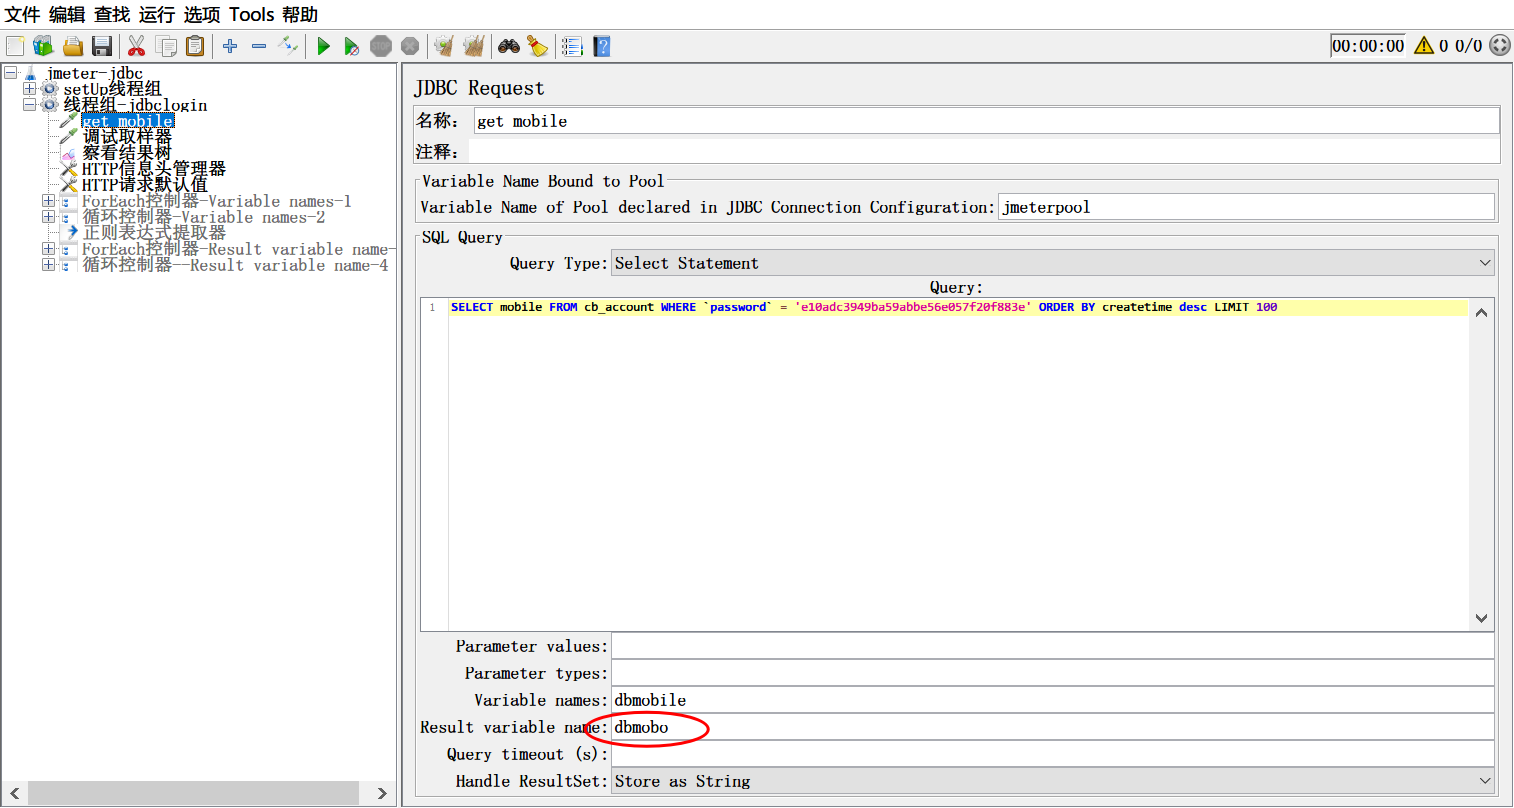 文件 编辑 查找 运行 选项 Tools 帮助
STOP
00:00:00 0 0/0
jmeter-jdbc
setUp线程组
线程组-jdbclogin
get mobile
调试取样器
察看结果树
HTTP信息头管理器
HTTP请求默认值
ForEach控制器-Variable names-1
循环控制器-Variable names-2
正则表达式提取器
ForEach控制器-Result variable name-
循环控制器--Result variable name-4
JDBC Request
名称: get mobile
注释:
Variable Name Bound to Pool
Variable Name of Pool declared in JDBC Connection Configuration: jmeterpool
SQL Query
Query Type: Select Statement
Query:
1 SELECT mobile FROM cb_account WHERE `password` = 'e10adc3949ba59abbe56e057f20f883e' ORDER BY createtime desc LIMIT 100
Parameter values:
Parameter types:
Variable names: dbmobile
Result variable name: dbmobo
Query timeout (s):
Handle ResultSet: Store as String